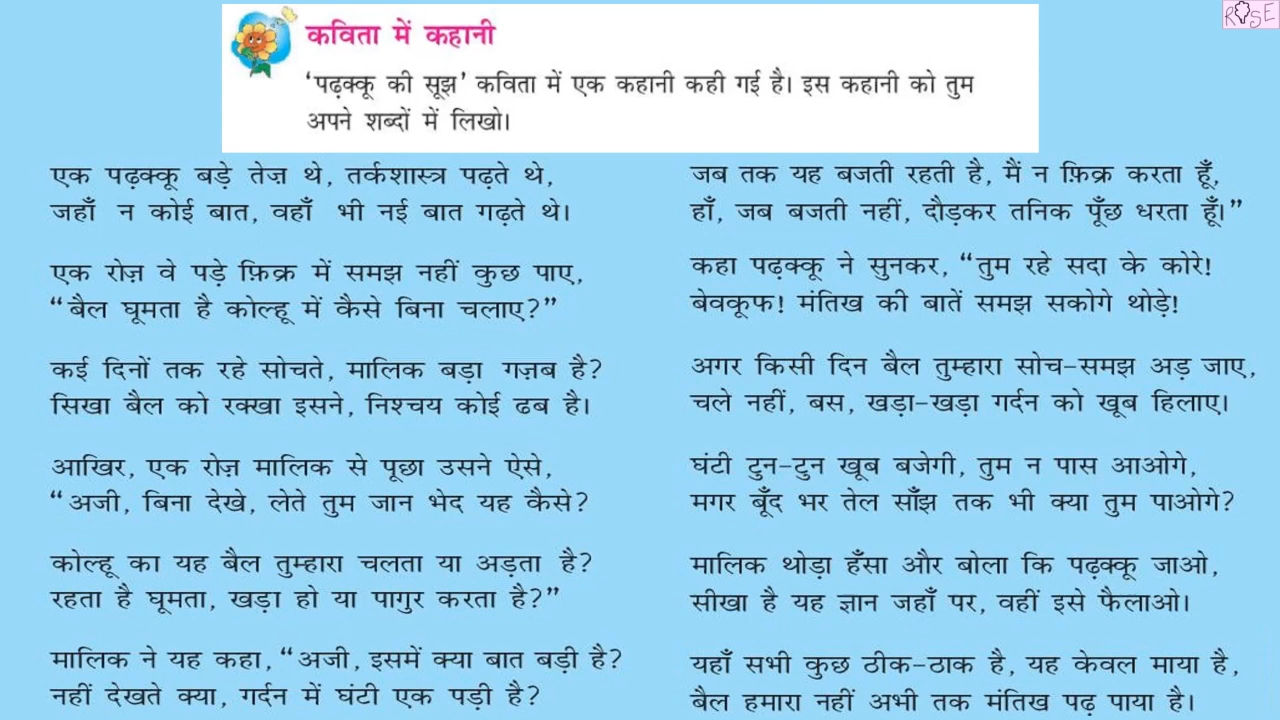 ROSE
कविता में कहानी
‘पढ़क्कू की सूझ’ कविता में एक कहानी कही गई है। इस कहानी को तुम
अपने शब्दों में लिखो।
एक पढ़क्कू बड़े तेज़ थे, तर्कशास्त्र पढ़ते थे,
जहाँ न कोई बात, वहाँ भी नई बात गढ़ते थे।
एक रोज़ वे पड़े फ़िक्र में समझ नहीं कुछ पाए,
“बैल घूमता है कोल्हू में कैसे बिना चलाए?”
कई दिनों तक रहे सोचते, मालिक बड़ा गज़ब है?
सिखा बैल को रक्खा इसने, निश्चय कोई ढब है।
आखिर, एक रोज़ मालिक से पूछा उसने ऐसे,
“अजी, बिना देखे, लेते तुम जान भेद यह कैसे?
कोल्हू का यह बैल तुम्हारा चलता या अड़ता है?
रहता है घूमता, खड़ा हो या पागुर करता है?”
मालिक ने यह कहा, “अजी, इसमें क्या बात बड़ी है?
नहीं देखते क्या, गर्दन में घंटी एक पड़ी है?
जब तक यह बजती रहती है, मैं न फ़िक्र करता हूँ,
हाँ, जब बजती नहीं, दौड़कर तनिक पूँछ धरता हूँ।”
कहा पढ़क्कू ने सुनकर, “तुम रहे सदा के कोरे!
बेवकूफ! मंतिख की बातें समझ सकोगे थोड़े!
अगर किसी दिन बैल तुम्हारा सोच-समझ अड़ जाए,
चले नहीं, बस, खड़ा-खड़ा गर्दन को खूब हिलाए।
घंटी टुन-टुन खूब बजेगी, तुम न पास आओगे,
मगर बूँद भर तेल साँझ तक भी क्या तुम पाओगे?
मालिक थोड़ा हँसा और बोला कि पढ़क्कू जाओ,
सीखा है यह ज्ञान जहाँ पर, वहीं इसे फैलाओ।
यहाँ सभी कुछ ठीक-ठाक है, यह केवल माया है,
बैल हमारा नहीं अभी तक मंतिख पढ़ पाया है।